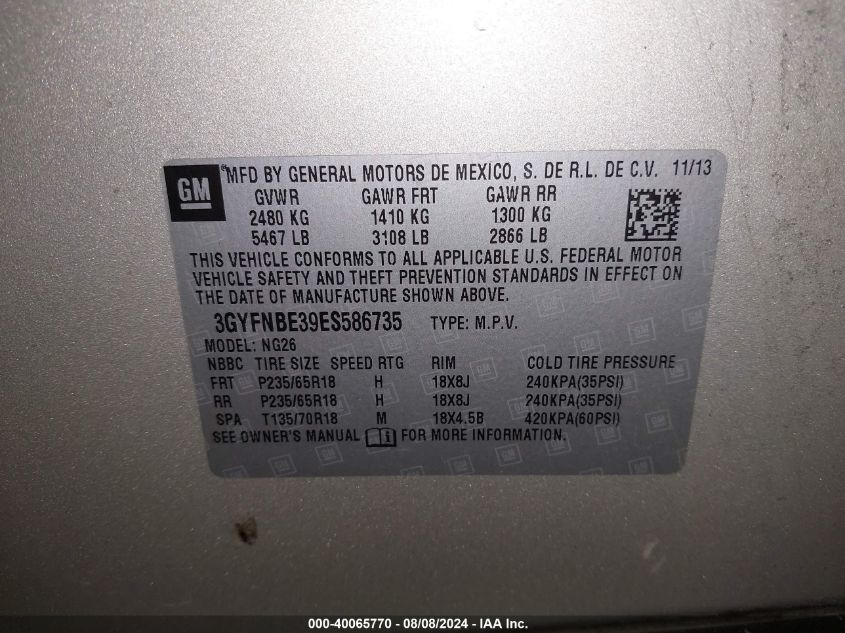 GM
®MFD BY GENERAL MOTORS DE MEXICO, S. DE R.L. DE C.V. 11/13
GVWR GAWR FRT GAWR RR
2480 KG 1410 KG 1300 KG
5467 LB 3108 LB 2866 LB
THIS VEHICLE CONFORMS TO ALL APPLICABLE U.S. FEDERAL MOTOR
VEHICLE SAFETY AND THEFT PREVENTION STANDARDS IN EFFECT ON
THE DATE OF MANUFACTURE SHOWN ABOVE.
3GYFNBE39ES586735 TYPE: M.P.V.
MODEL: NG26
NBBC TIRE SIZE SPEED RTG RIM COLD TIRE PRESSURE
FRT P235/65R18 H 18X8J 240KPA(35PSI)
RR P235/65R18 H 18X8J 240KPA(35PSI)
SPA T135/70R18 M 18X4.5B 420KPA(60PSI)
SEE OWNER'S MANUAL FOR MORE INFORMATION.
000-40065770 - 08/08/2024 - IAA Inc.